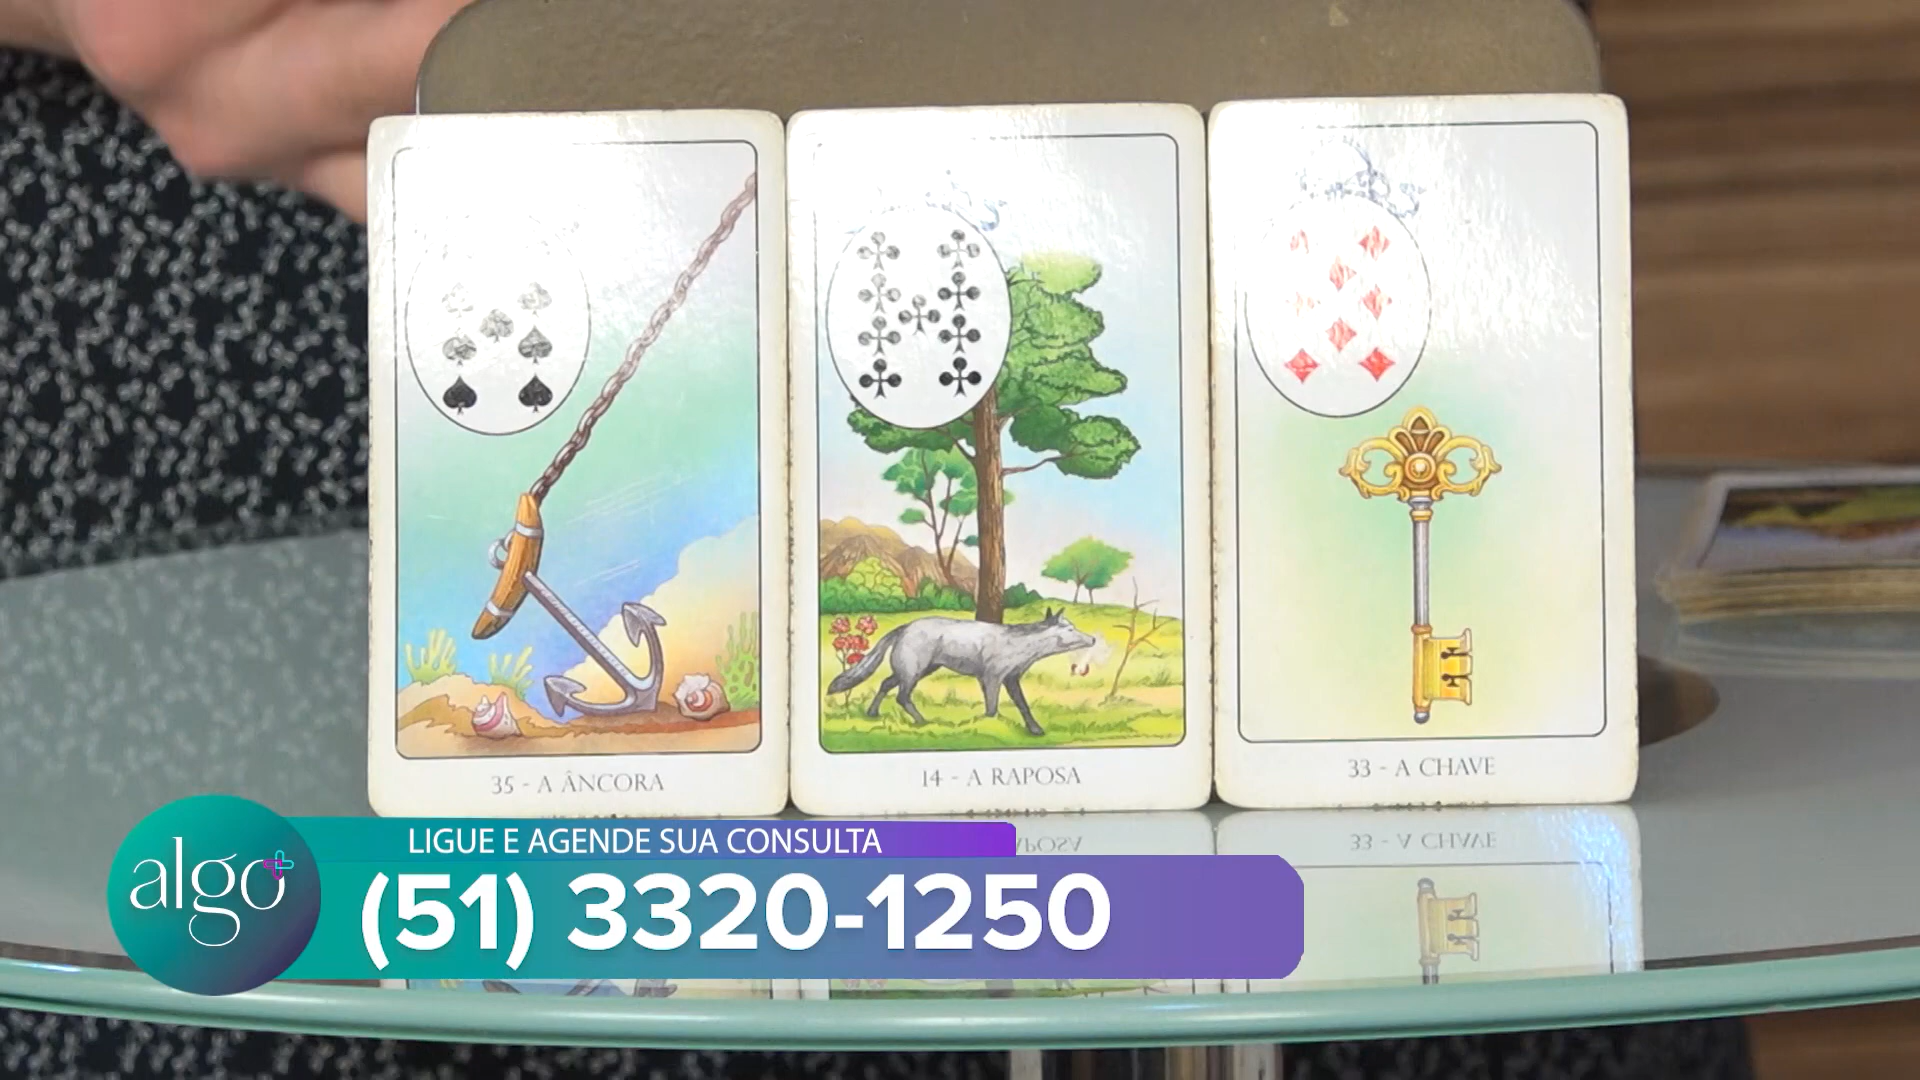 35 - A ÂNCORA
14 - A RAPOSA
33 - A CHAVE
LIGUE E AGENDE SUA CONSULTA
algo+
(51) 3320-1250